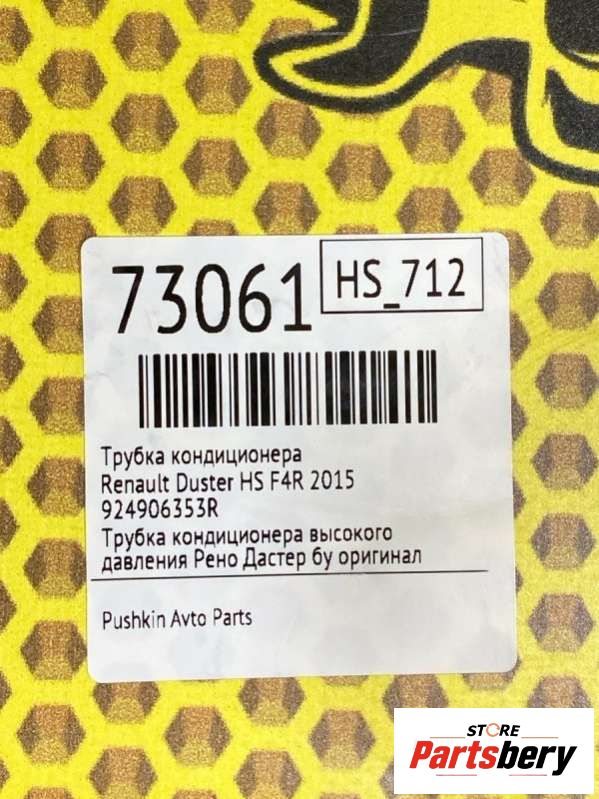 73061
HS_712
Трубка кондиционера
Renault Duster HS F4R 2015
924906353R
Трубка кондиционера высокого
давления Рено Дастер бу оригинал
Pushkin Avto Parts
STORE
Partsbery